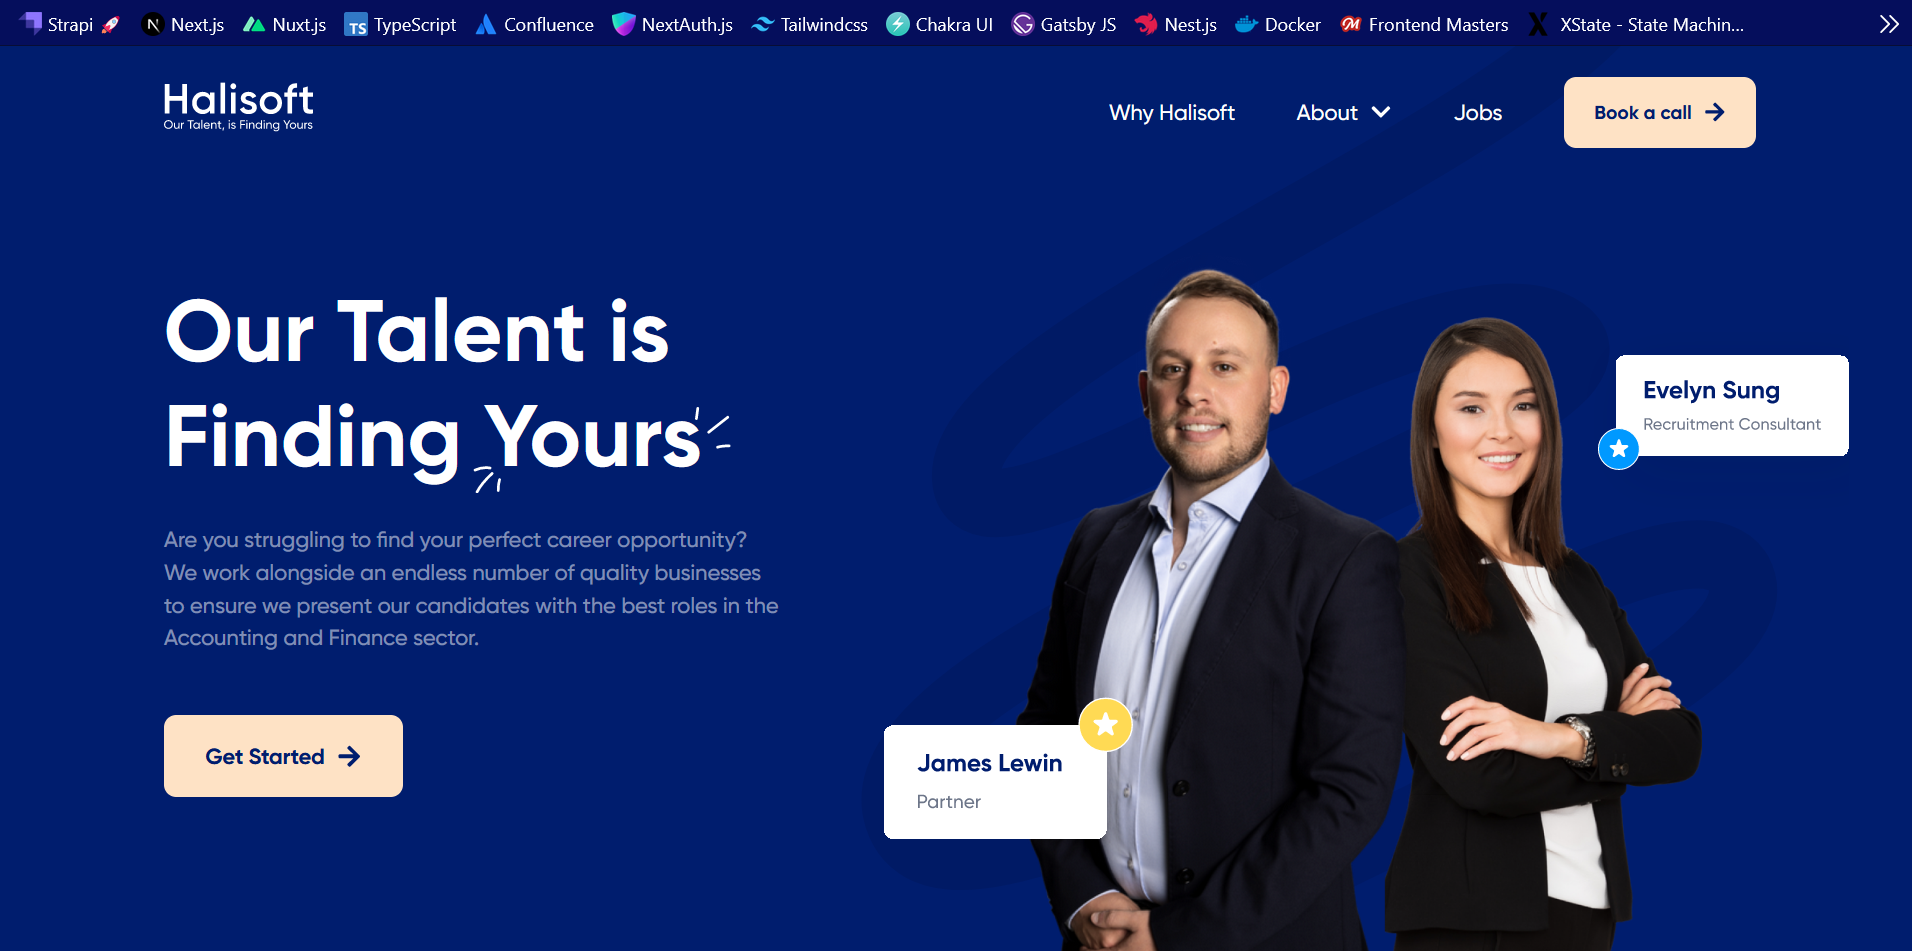 Strapi 🚀 Next.js Nuxt.js TS TypeScript Confluence NextAuth.js Tailwindcss Chakra UI Gatsby JS Nest.js Docker Frontend Masters XState - State Machin...
Halisoft
Our Talent, is Finding Yours
Why Halisoft About Jobs Book a call
Our Talent is
Finding Yours
Are you struggling to find your perfect career opportunity?
We work alongside an endless number of quality businesses
to ensure we present our candidates with the best roles in the
Accounting and Finance sector.
Get Started
Evelyn Sung
Recruitment Consultant
James Lewin
Partner